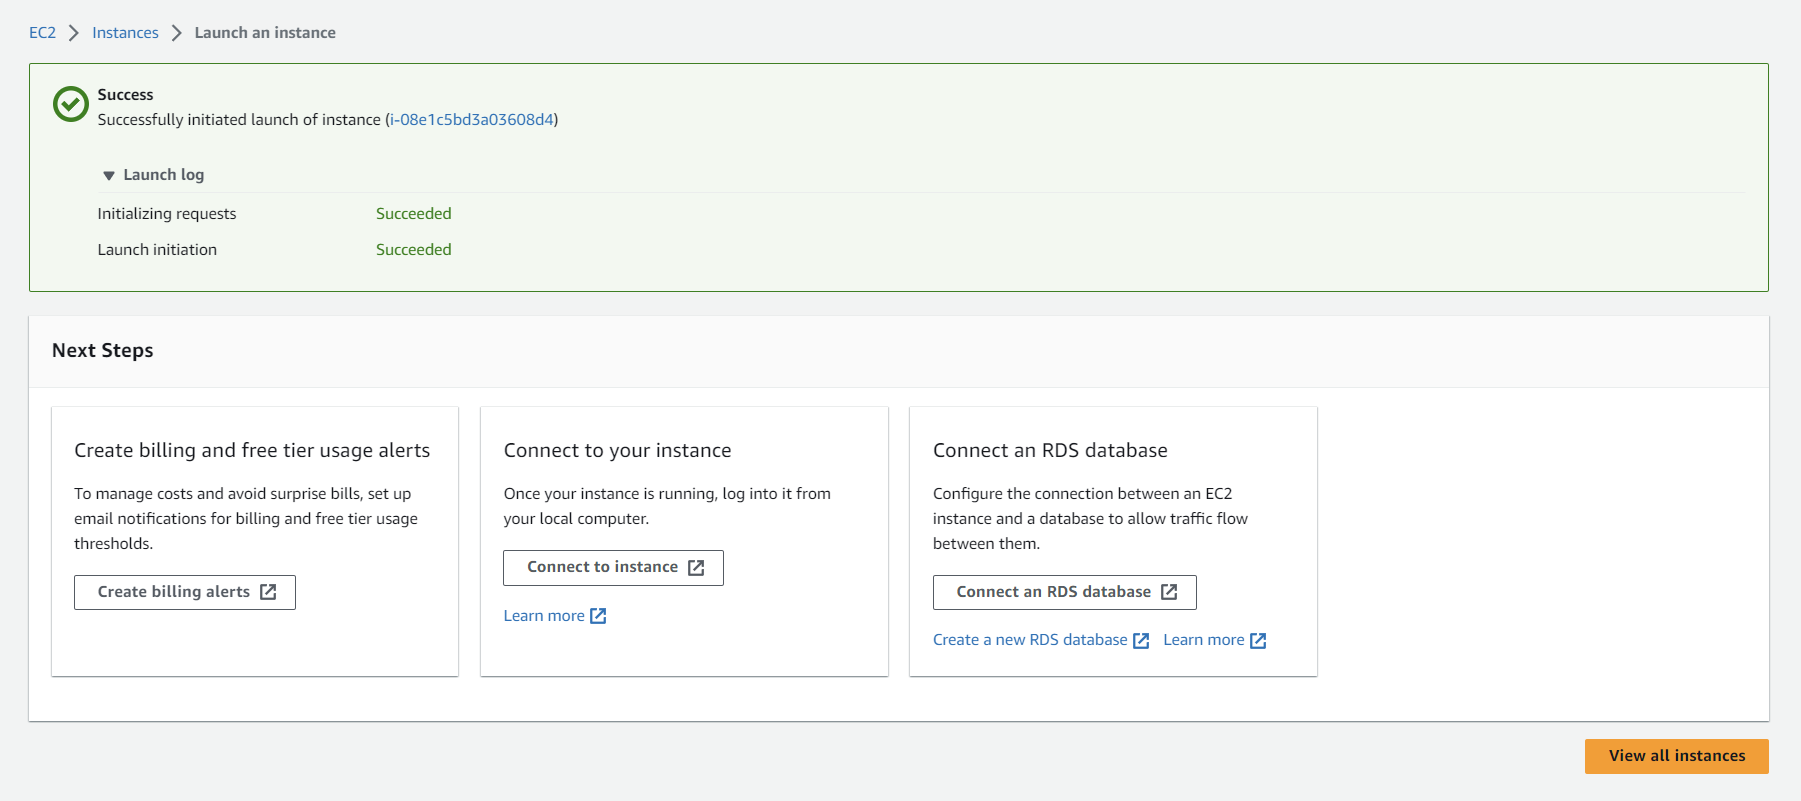 EC2 Instances Launch an instance
Success
Successfully initiated launch of instance (i-08e1c5bd3a03608d4)
Launch log
Initializing requests Succeeded
Launch initiation Succeeded
Next Steps
Create billing and free tier usage alerts
To manage costs and avoid surprise bills, set up
email notifications for billing and free tier usage
thresholds.
Create billing alerts
Connect to your instance
Once your instance is running, log into it from
your local computer.
Connect to instance
Learn more
Connect an RDS database
Configure the connection between an EC2
instance and a database to allow traffic flow
between them.
Connect an RDS database
Create a new RDS database Learn more
View all instances